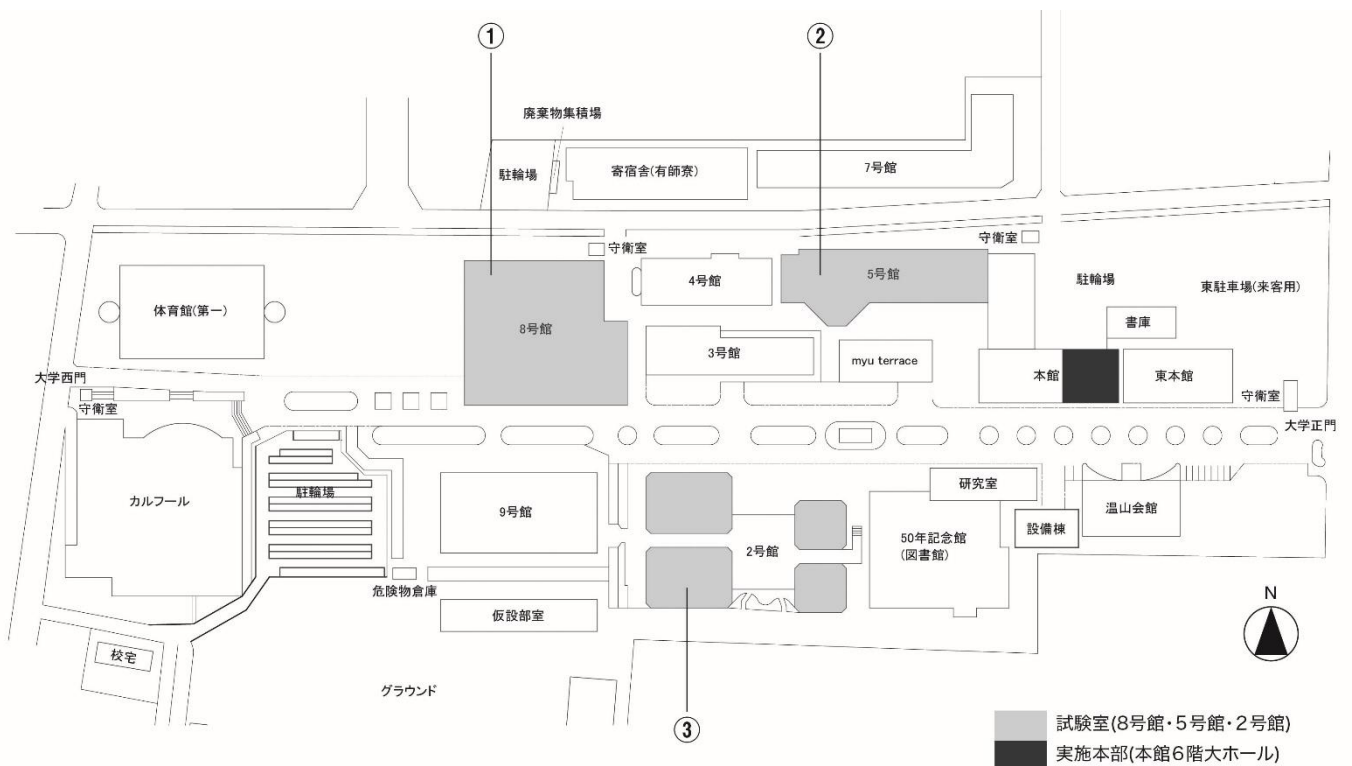 ①
②
廃棄物集積場
駐輪場
寄宿舎(有師寮)
7号館
守衛室
守衛室
4号館
5号館
駐輪場
東駐車場(来客用)
体育館(第一)
8号館
3号館
myu terrace
書庫
本館
東本館
大学西門
守衛室
守衛室
大学正門
カルフール
駐輪場
9号館
2号館
研究室
50年記念館
(図書館)
設備棟
温山会館
危険物倉庫
仮設部室
校宅
グラウンド
③
N
試験室(8号館・5号館・2号館)
実施本部(本館6階大ホール)